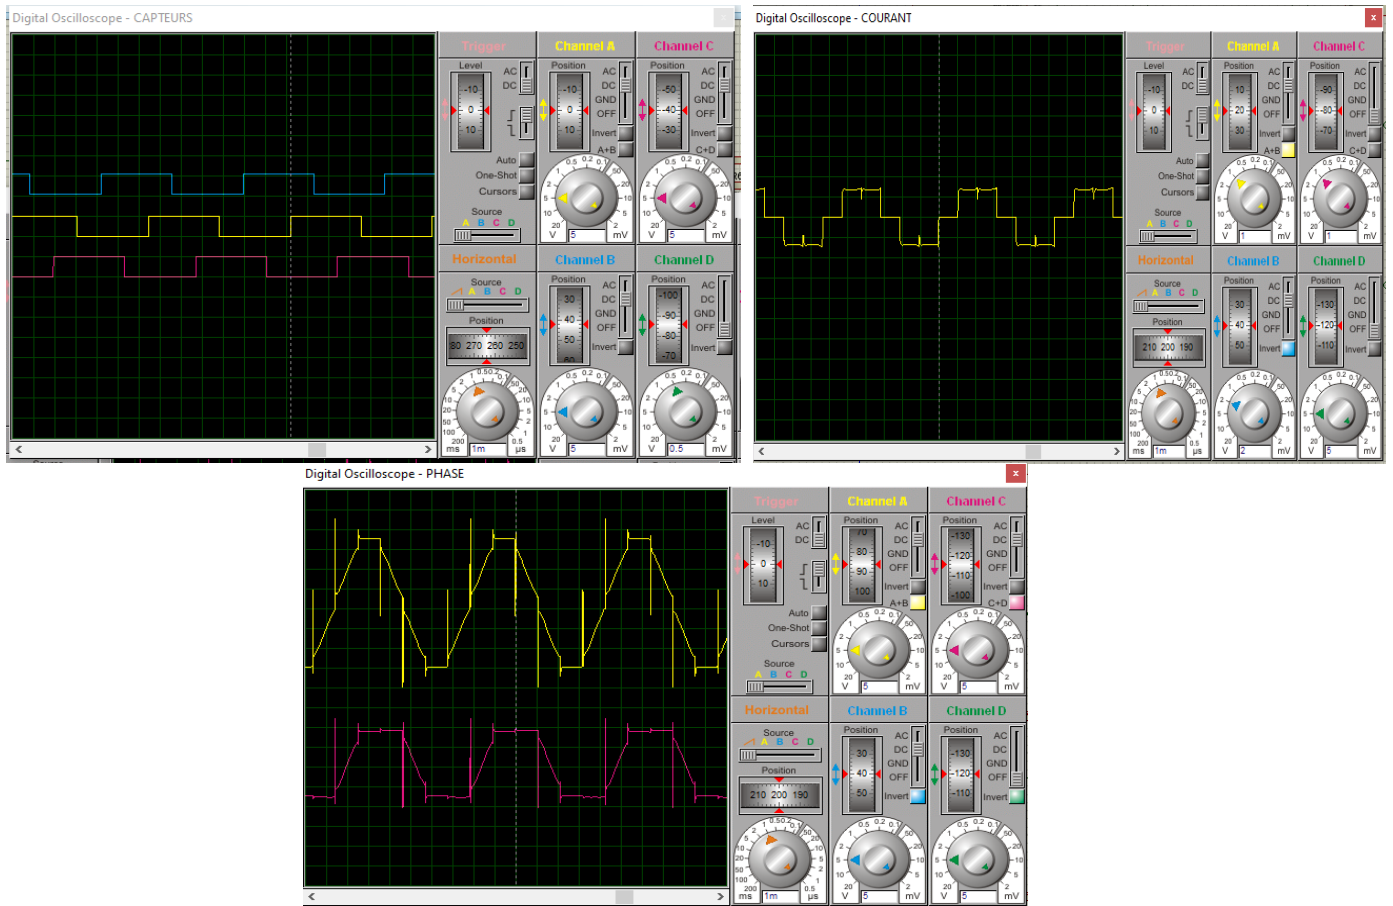 Digital Oscilloscope - CAPTEURS
Trigger
Level
AC
DC
-10
0
10
Auto
One-Shot
Cursors
Source
A B C D
Channel A
Position
AC
DC
GND
OFF
Invert
A+B
-10
0
10
V 5 mV
Channel C
Position
AC
DC
GND
OFF
Invert
C+D
-50
-40
-30
V 5 mV
Horizontal
Source
A B C D
Position
80 270 260 250
ms 1m µs
Channel B
Position
AC
DC
GND
OFF
Invert
30
40
50
60
V 5 mV
Channel D
Position
AC
DC
GND
OFF
Invert
-100
-90
-80
-70
V 0.5 mV
Digital Oscilloscope - COURANT
Trigger
Level
AC
DC
-10
0
10
Auto
One-Shot
Cursors
Source
A B C D
Channel A
Position
AC
DC
GND
OFF
Invert
A+B
10
20
30
V 1 mV
Channel C
Position
AC
DC
GND
OFF
Invert
C+D
-90
-80
-70
V 1 mV
Horizontal
Source
A B C D
Position
210 200 190
ms 1m µs
Channel B
Position
AC
DC
GND
OFF
Invert
30
40
50
V 2 mV
Channel D
Position
AC
DC
GND
OFF
Invert
-130
-120
-110
V 5 mV
Digital Oscilloscope - PHASE
Trigger
Level
AC
DC
-10
0
10
Auto
One-Shot
Cursors
Source
A B C D
Channel A
Position
AC
DC
GND
OFF
Invert
A+B
70
80
90
100
V 5 mV
Channel C
Position
AC
DC
GND
OFF
Invert
C+D
-130
-120
-110
-100
V 5 mV
Horizontal
Source
A B C D
Position
210 200 190
ms 1m µs
Channel B
Position
AC
DC
GND
OFF
Invert
30
40
50
V 5 mV
Channel D
Position
AC
DC
GND
OFF
Invert
-130
-120
-110
V 5 mV